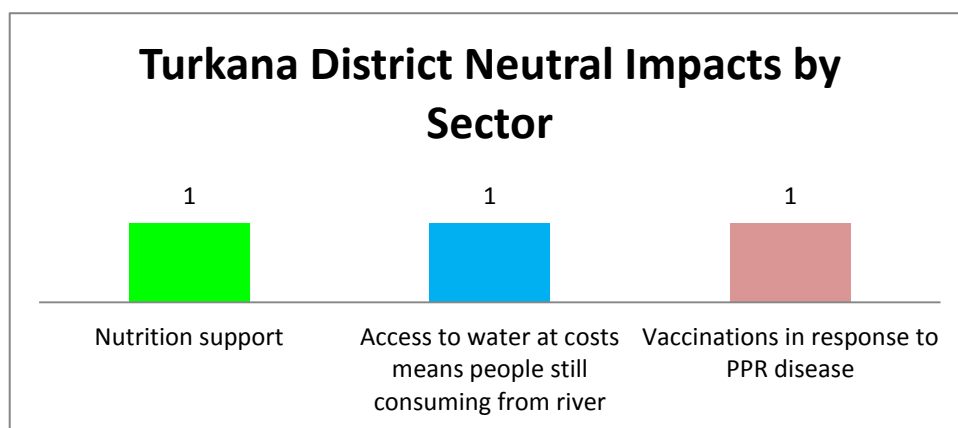 Turkana District Neutral Impacts by
Sector
1
1
1
Nutrition support
Access to water at costs
means people still
consuming from river
Vaccinations in response to
PPR disease